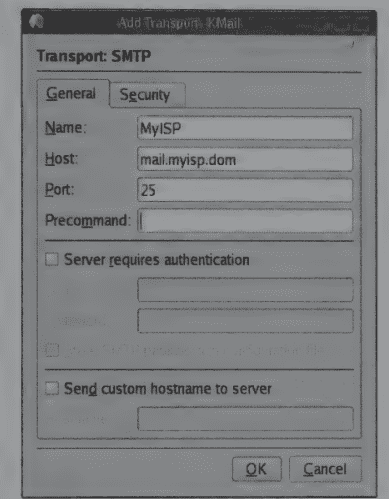 Add Transport - KMail
Transport: SMTP
General
Security
Name: MyISP
Host: mail.myisp.dom
Port: 25
Precommand:
Server requires authentication
Send custom hostname to server
OK
Cancel